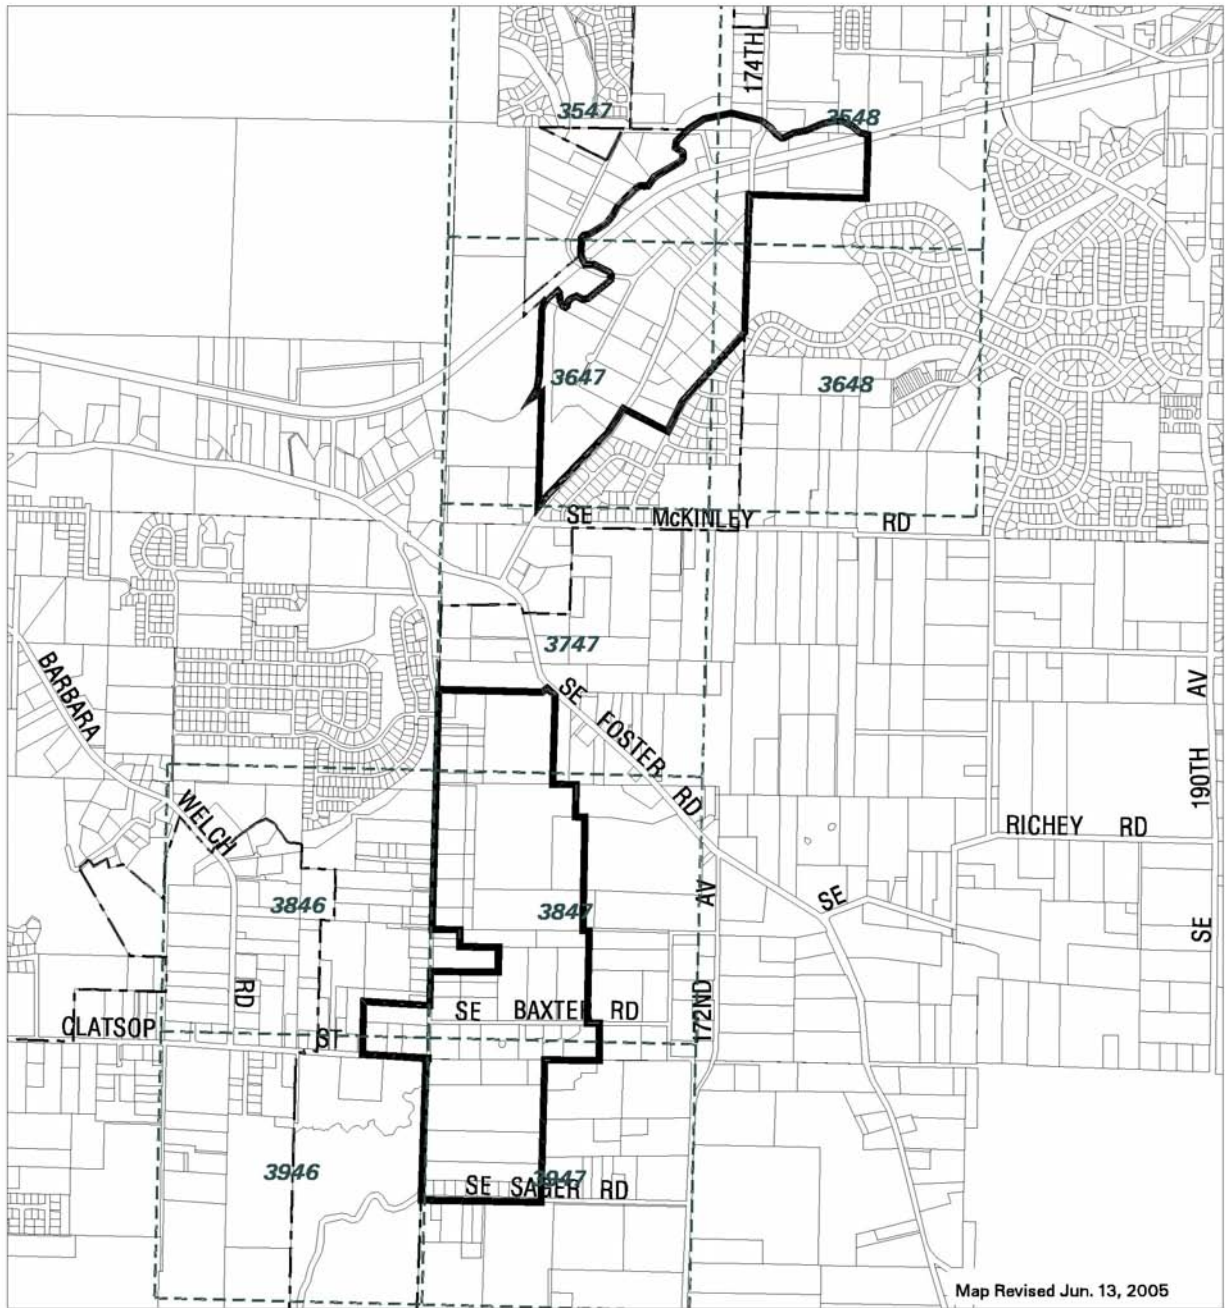 174TH
3547
3548
3647
3648
SE McKINLEY RD
3747
SE FOSTER RD
BARBARA WELCH RD
190TH AV
SE
RICHEY RD
SE
3846
3847
172ND AV
SE BAXTER RD
CLATSOP ST
3946
3947
SE SAGER RD
Map Revised Jun. 13, 2005